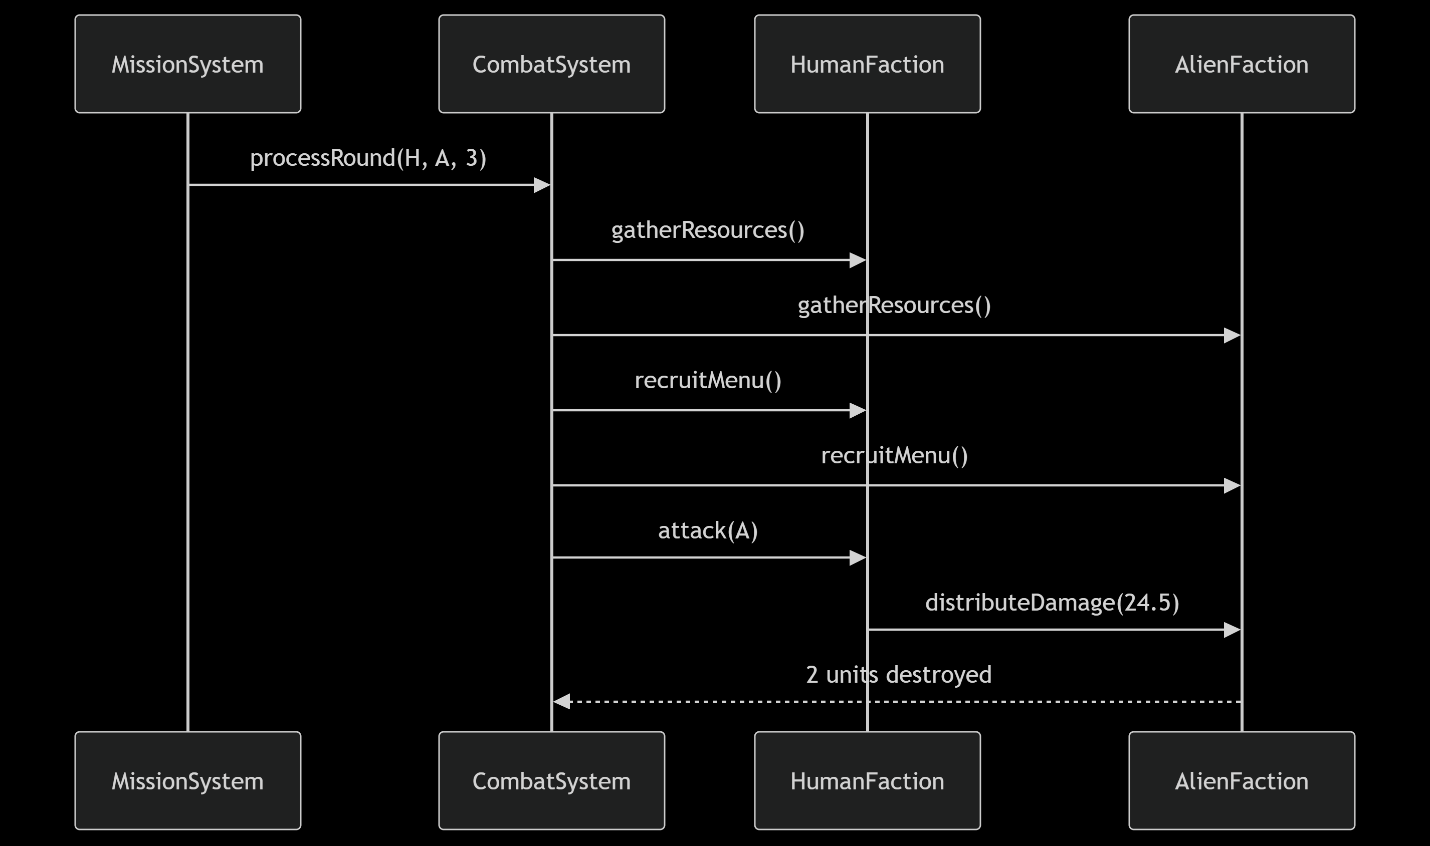 MissionSystem
CombatSystem
HumanFaction
AlienFaction
processRound(H, A, 3)
gatherResources()
gatherResources()
recruitMenu()
recruitMenu()
attack(A)
distributeDamage(24.5)
2 units destroyed
MissionSystem
CombatSystem
HumanFaction
AlienFaction